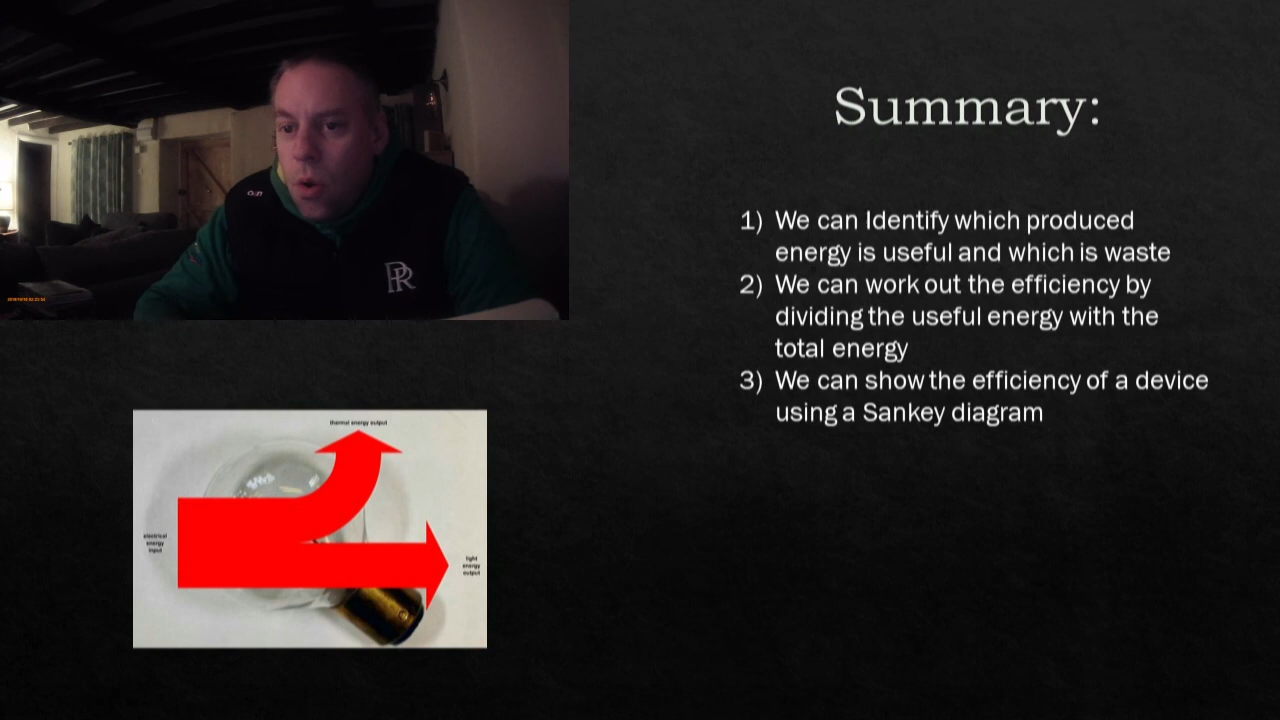 Summary:
1) We can Identify which produced
energy is useful and which is waste
2) We can work out the efficiency by
dividing the useful energy with the
total energy
3) We can show the efficiency of a device
using a Sankey diagram
thermal energy output
electrical
energy
input
light
energy
output